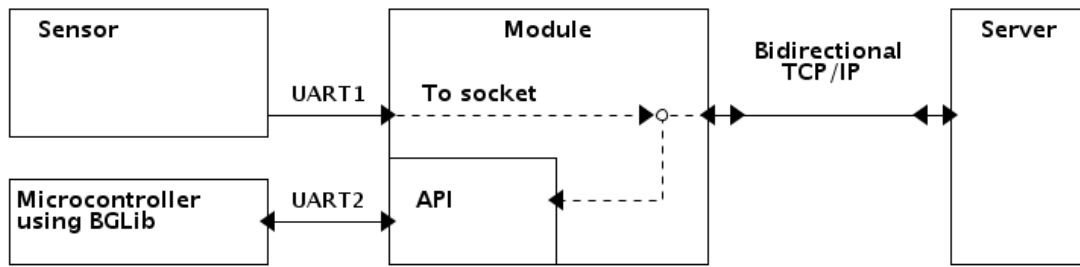 Sensor
Module
Server
Bidirectional
TCP/IP
UART1
To socket
Microcontroller
using BGLib
UART2
API